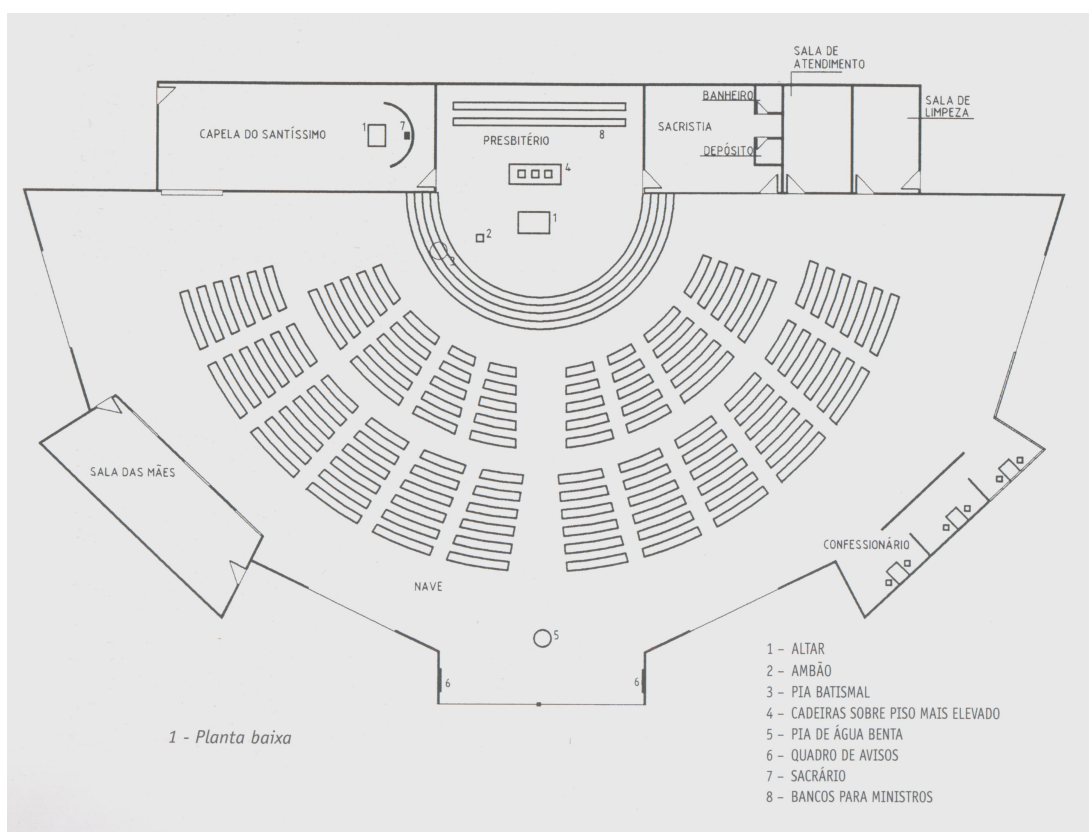 SALA DE
ATENDIMENTO
BANHEIRO
SALA DE
LIMPEZA
CAPELA DO SANTÍSSIMO
1
7
8
SACRISTIA
PRESBITÉRIO
DEPÓSITO
4
1
2
3
SALA DAS MÃES
CONFESSIONÁRIO
NAVE
5
6
6
1 – ALTAR
2 – AMBÃO
3 – PIA BATISMAL
4 – CADEIRAS SOBRE PISO MAIS ELEVADO
5 – PIA DE ÁGUA BENTA
6 – QUADRO DE AVISOS
7 – SACRÁRIO
8 – BANCOS PARA MINISTROS
1 - Planta baixa